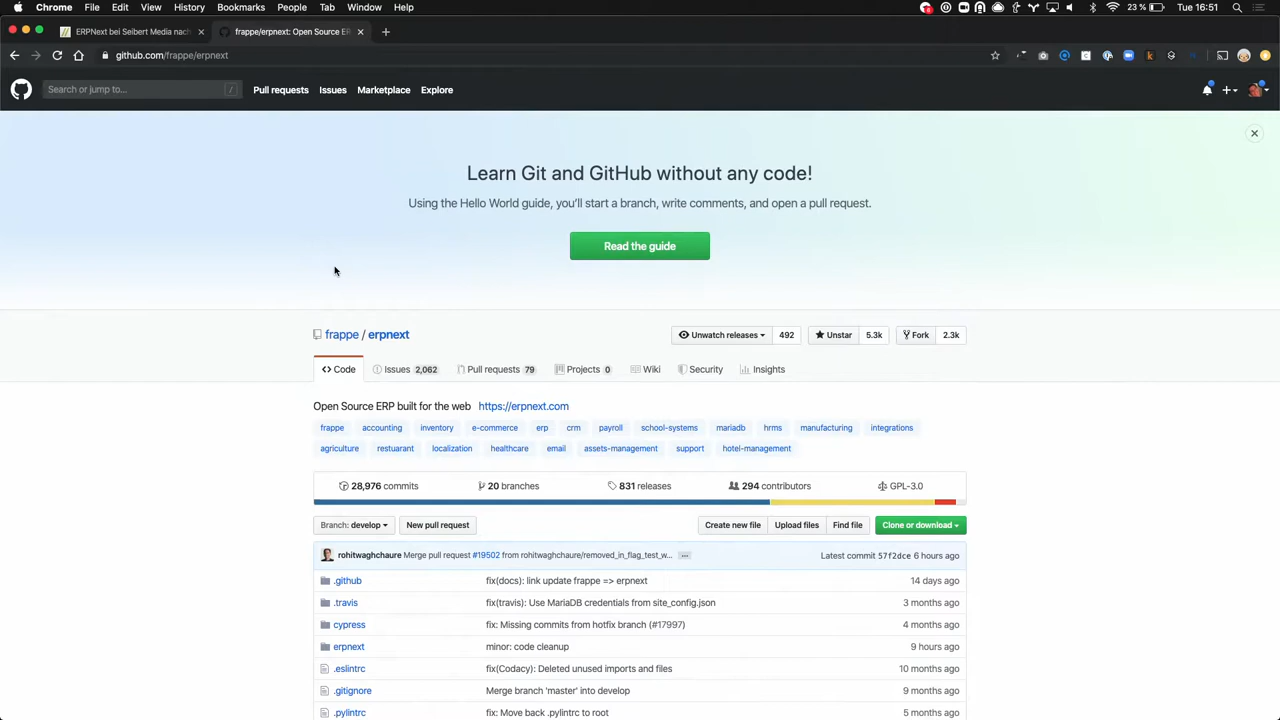 Chrome File Edit View History Bookmarks People Tab Window Help 23 % Tue 16:51
ERPNext bei Seibert Media nach
frappe/erpnext: Open Source ER
github.com/frappe/erpnext
Search or jump to... / Pull requests Issues Marketplace Explore
Learn Git and GitHub without any code!
Using the Hello World guide, you'll start a branch, write comments, and open a pull request.
Read the guide
frappe / erpnext Unwatch releases 492 Unstar 5.3k Fork 2.3k
Code Issues 2,062 Pull requests 79 Projects 0 Wiki Security Insights
Open Source ERP built for the web https://erpnext.com
frappe accounting inventory e-commerce erp crm payroll school-systems mariadb hrms manufacturing integrations
agriculture restuarant localization healthcare email assets-management support hotel-management
28,976 commits 20 branches 831 releases 294 contributors GPL-3.0
Branch: develop New pull request Create new file Upload files Find file Clone or download
rohitwaghchaure Merge pull request #19502 from rohitwaghchaure/removed_in_flag_test_w... ... Latest commit 57f2dce 6 hours ago
.github fix(docs): link update frappe => erpnext 14 days ago
.travis fix(travis): Use MariaDB credentials from site_config.json 3 months ago
cypress fix: Missing commits from hotfix branch (#17997) 4 months ago
erpnext minor: code cleanup 9 hours ago
.eslintrc fix(Codacy): Deleted unused imports and files 10 months ago
.gitignore Merge branch 'master' into develop 9 months ago
.pylintrc fix: Move back .pylintrc to root 5 months ago